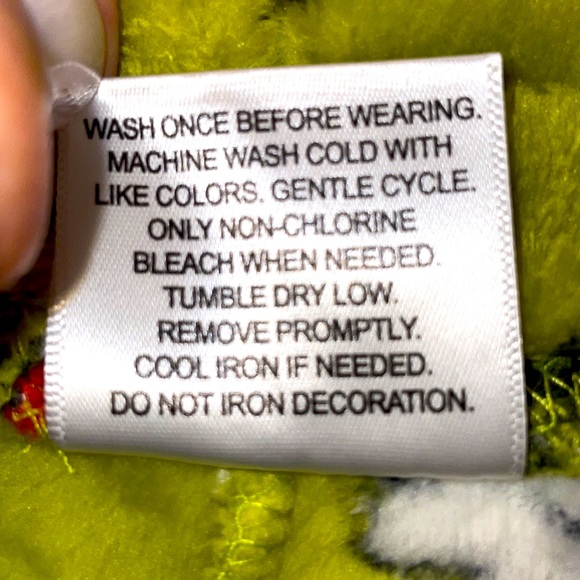 WASH ONCE BEFORE WEARING.
MACHINE WASH COLD WITH
LIKE COLORS. GENTLE CYCLE.
ONLY NON-CHLORINE
BLEACH WHEN NEEDED.
TUMBLE DRY LOW.
REMOVE PROMPTLY.
COOL IRON IF NEEDED.
DO NOT IRON DECORATION.